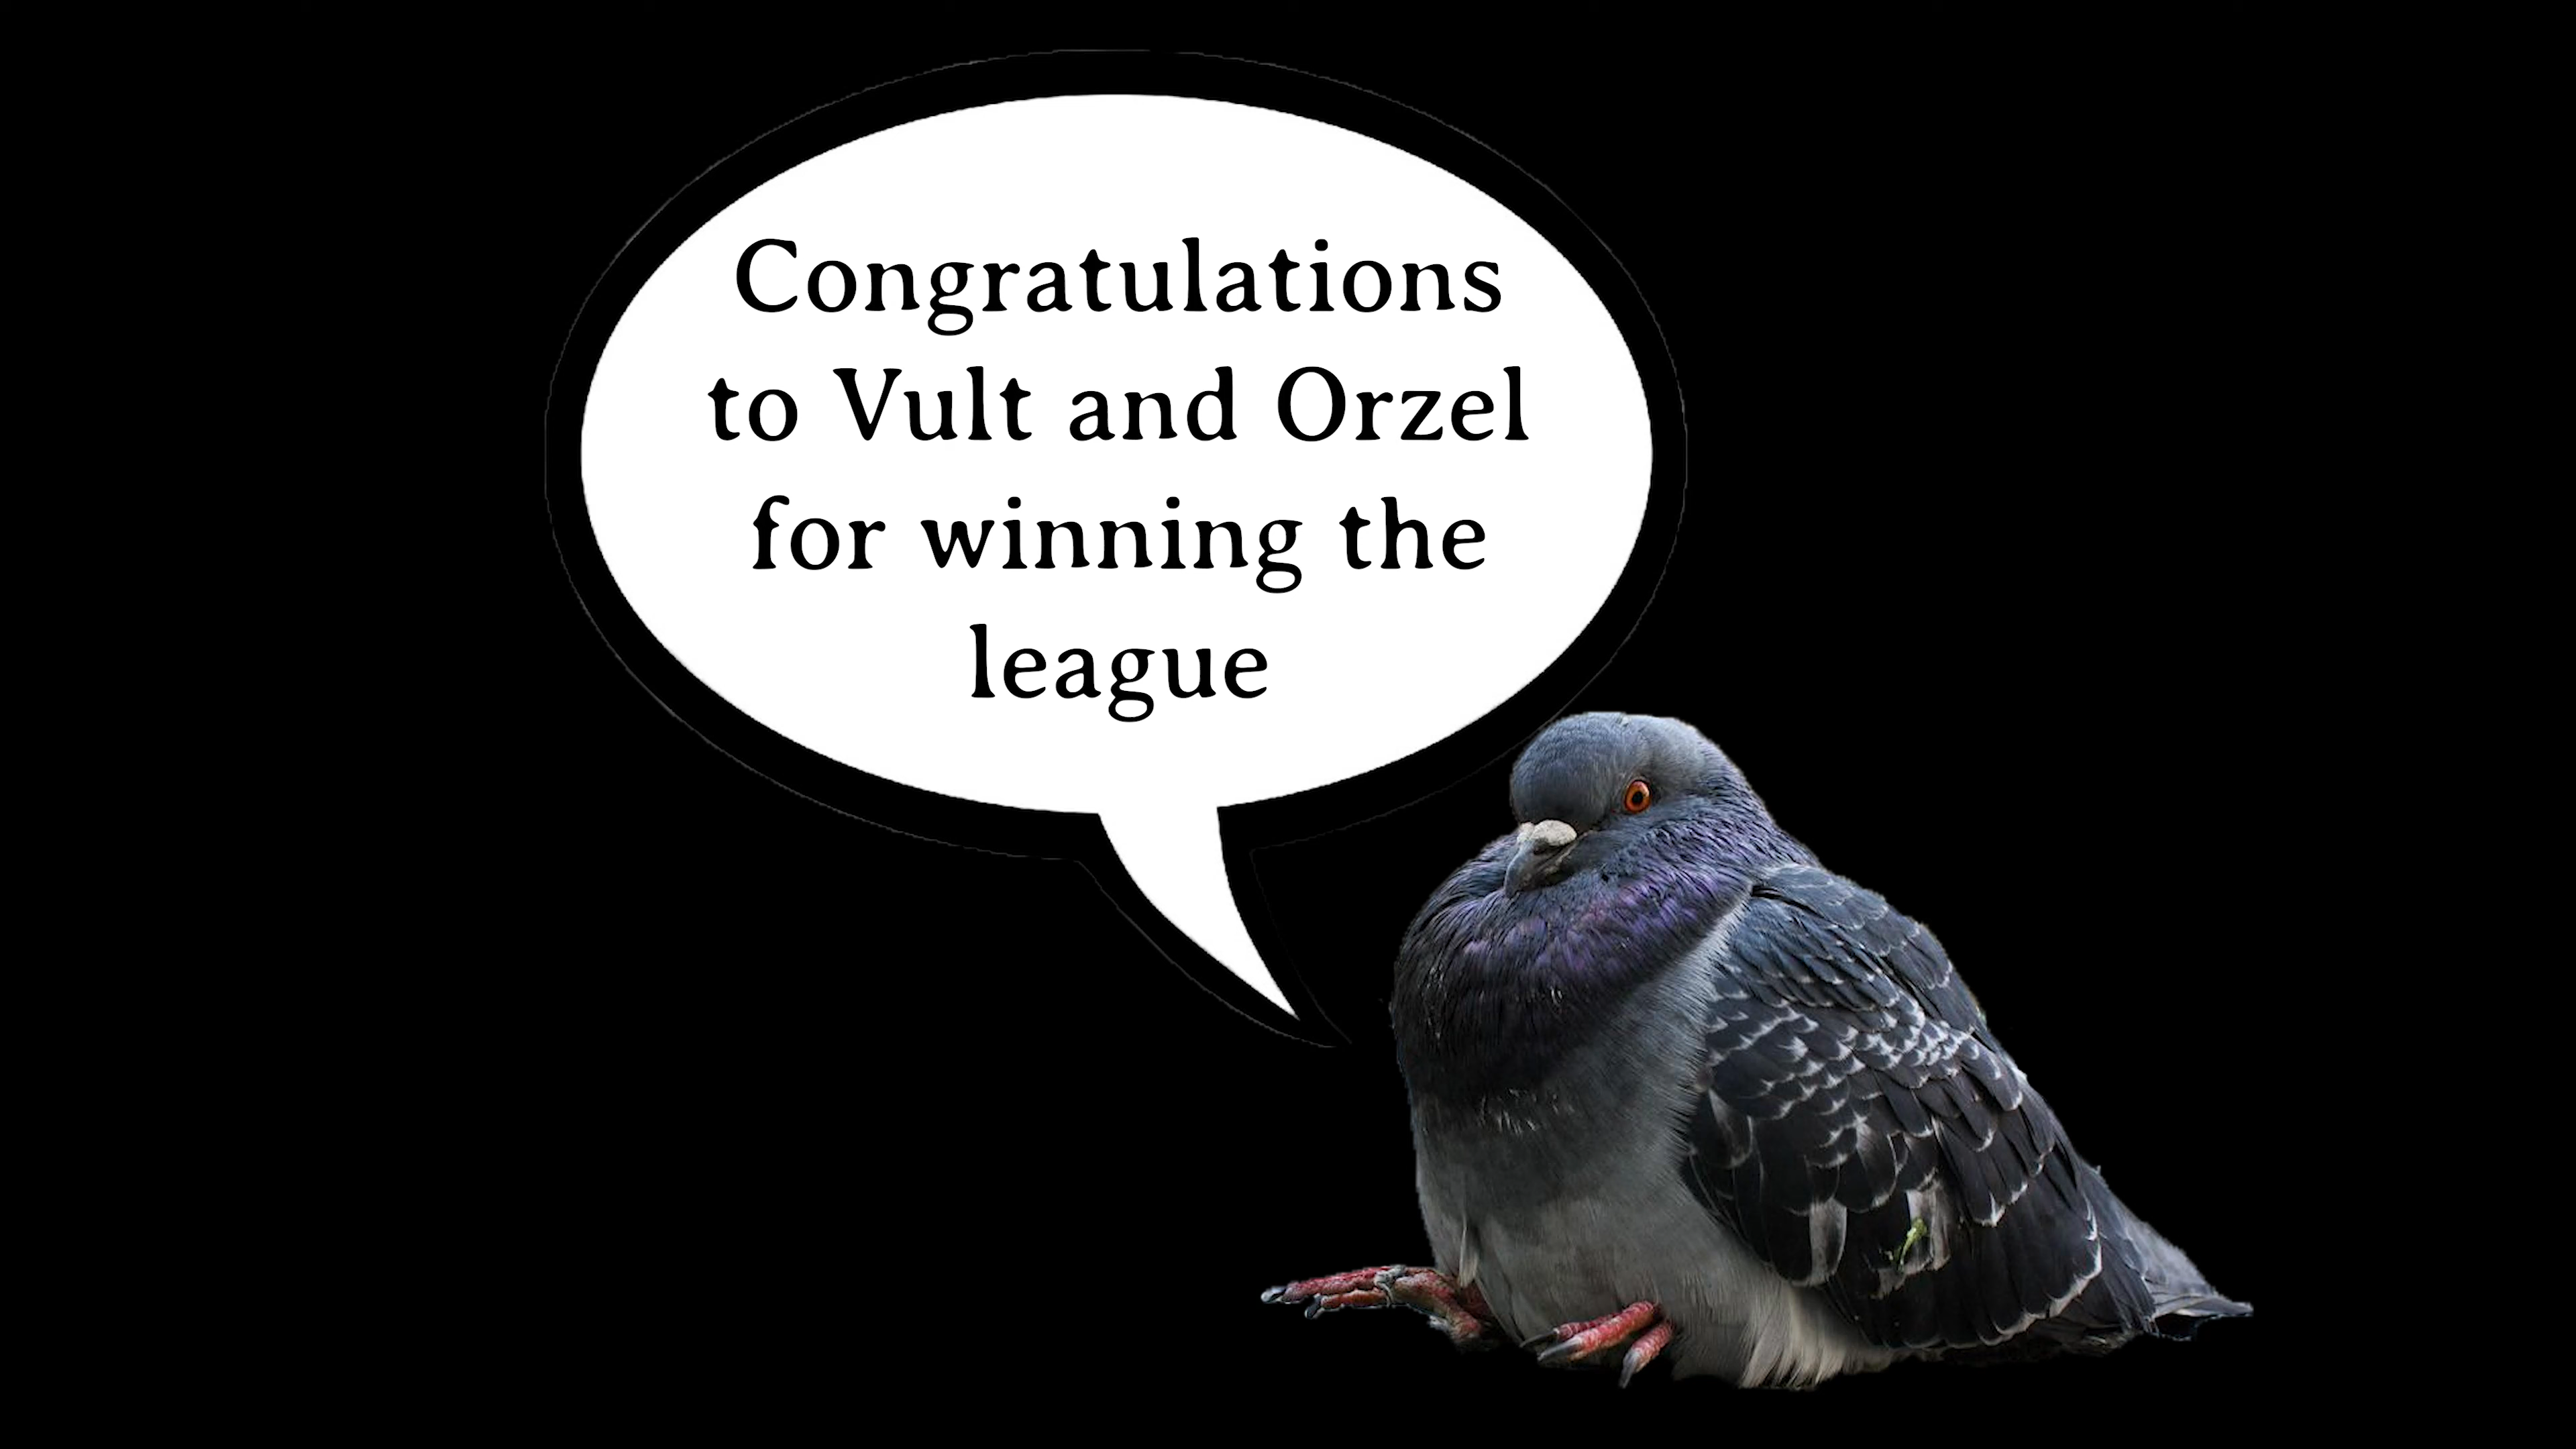 Congratulations
to Vult and Orzel
for winning the
league